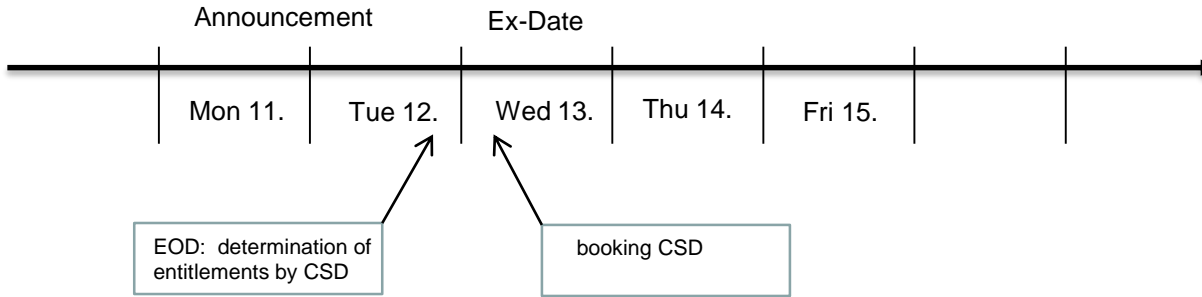 Announcement
Ex-Date
Mon 11.
Tue 12.
Wed 13.
Thu 14.
Fri 15.
EOD: determination of
entitlements by CSD
booking CSD